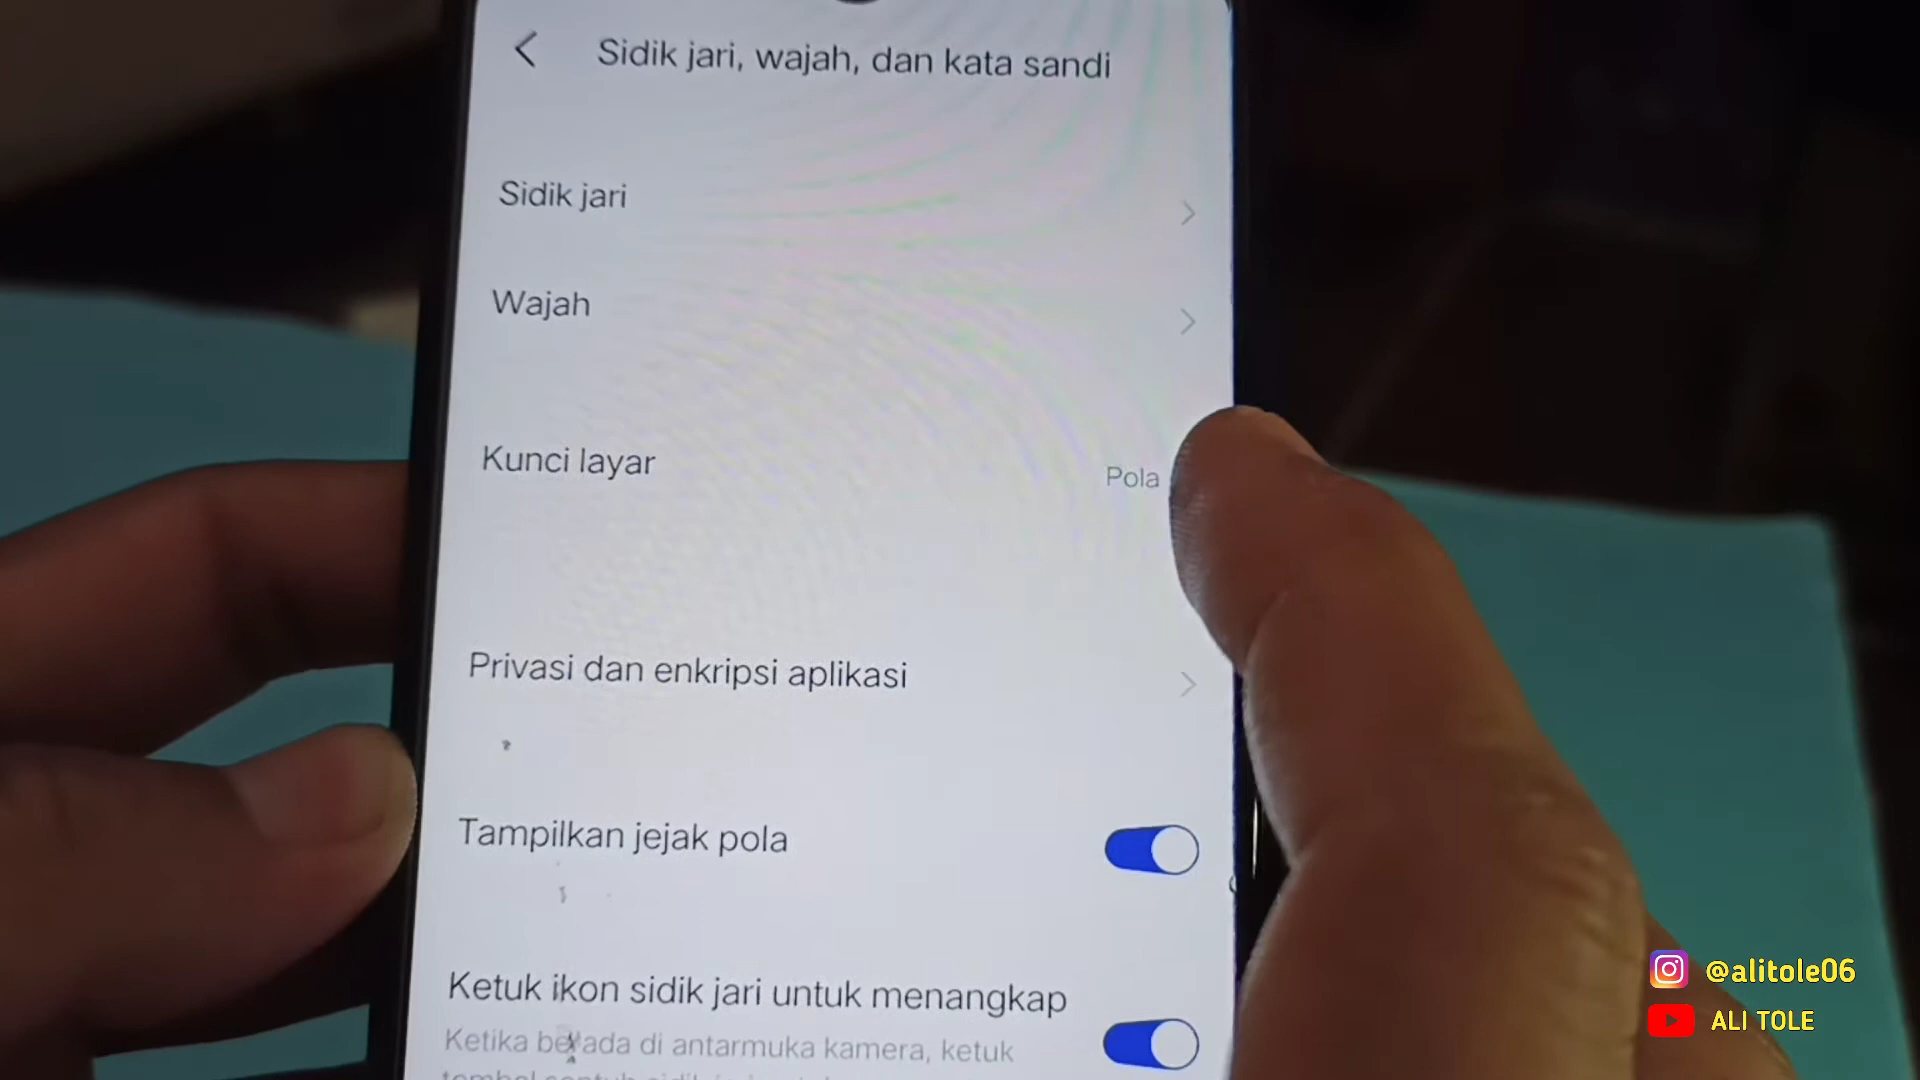 Sidik jari, wajah, dan kata sandi
Sidik jari
Wajah
Kunci layar
Pola
Privasi dan enkripsi aplikasi
Tampilkan jejak pola
Ketuk ikon sidik jari untuk menangkap
Ketika berada di antarmuka kamera, ketuk
@alitole06
ALI TOLE